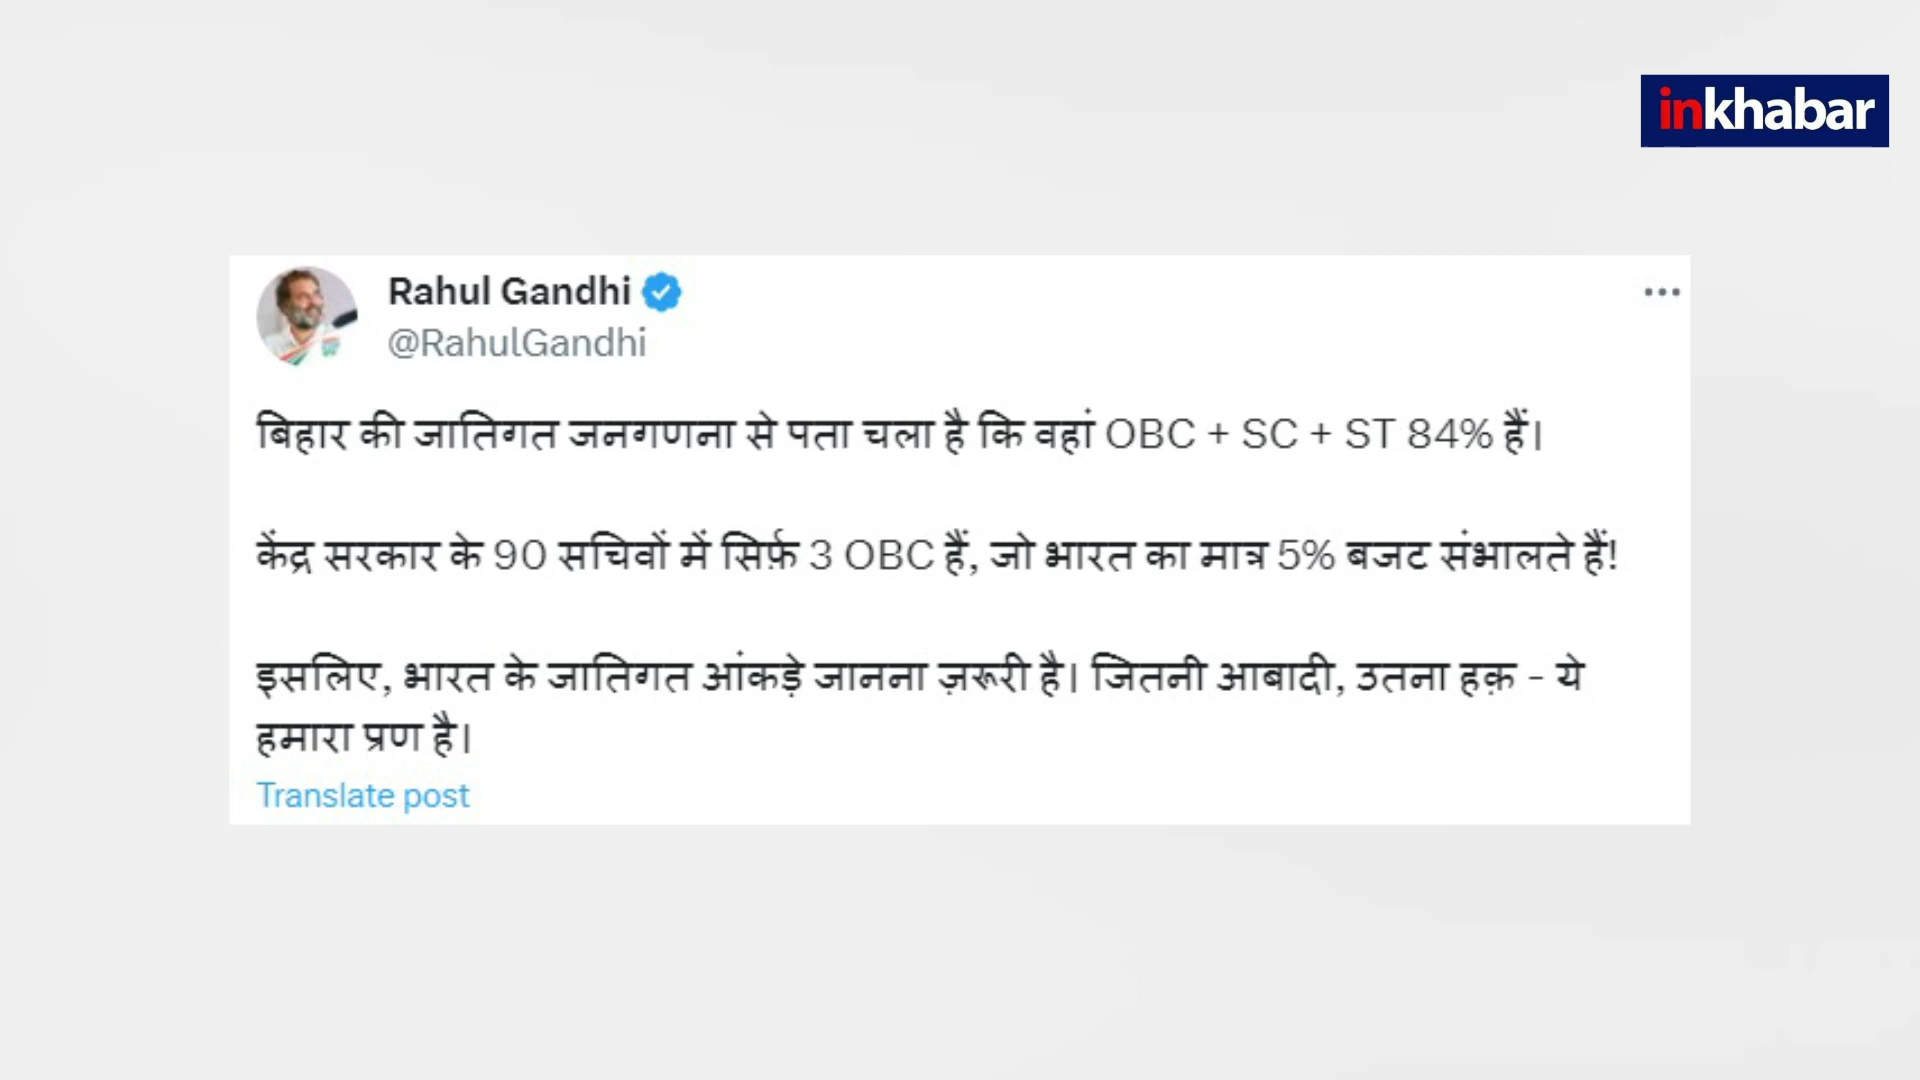 inkhabar
Rahul Gandhi
@RahulGandhi
बिहार की जातिगत जनगणना से पता चला है कि वहां OBC + SC + ST 84% हैं।
केंद्र सरकार के 90 सचिवों में सिर्फ़ 3 OBC हैं, जो भारत का मात्र 5% बजट संभालते हैं!
इसलिए, भारत के जातिगत आंकड़े जानना ज़रूरी है। जितनी आबादी, उतना हक़ - ये
हमारा प्रण है।
Translate post